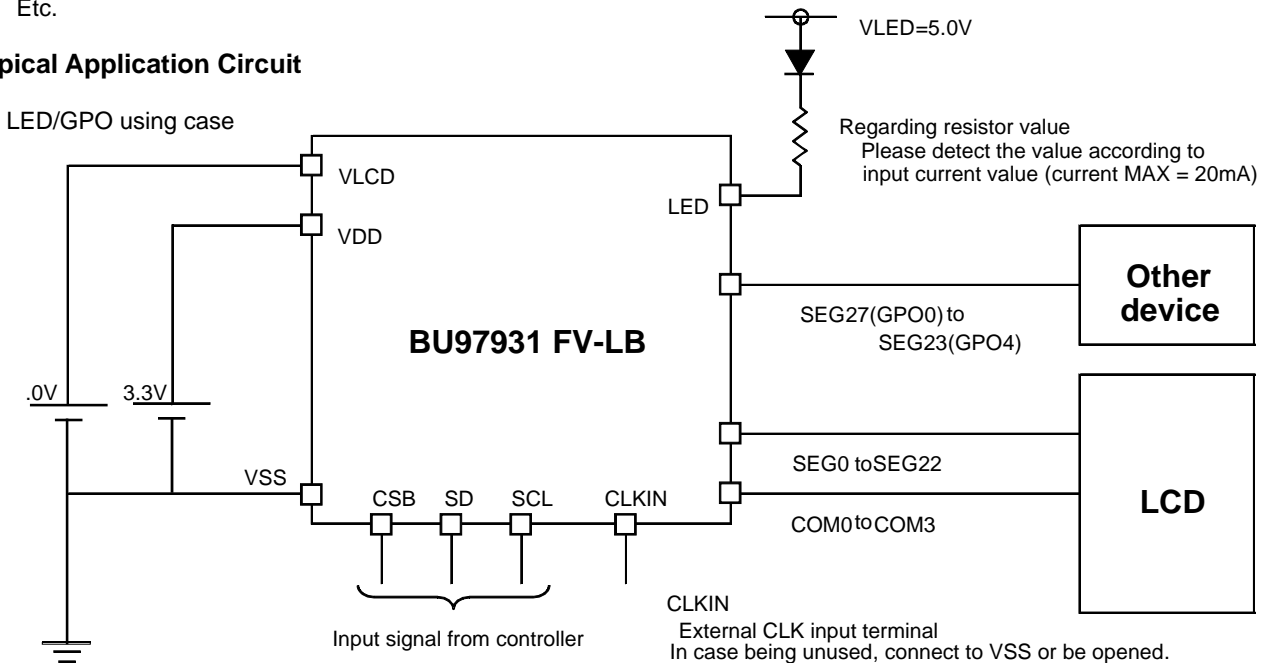 Etc.
pical Application Circuit
LED/GPO using case
VLED=5.0V
Regarding resistor value
Please detect the value according to
input current value (current MAX = 20mA)
VLCD
LED
VDD
Other
device
SEG27(GPO0) to
SEG23(GPO4)
BU97931 FV-LB
.0V
3.3V
SEG0 toSEG22
LCD
VSS
CSB SD SCL CLKIN
COM0toCOM3
CLKIN
Input signal from controller
External CLK input terminal
In case being unused, connect to VSS or be opened.